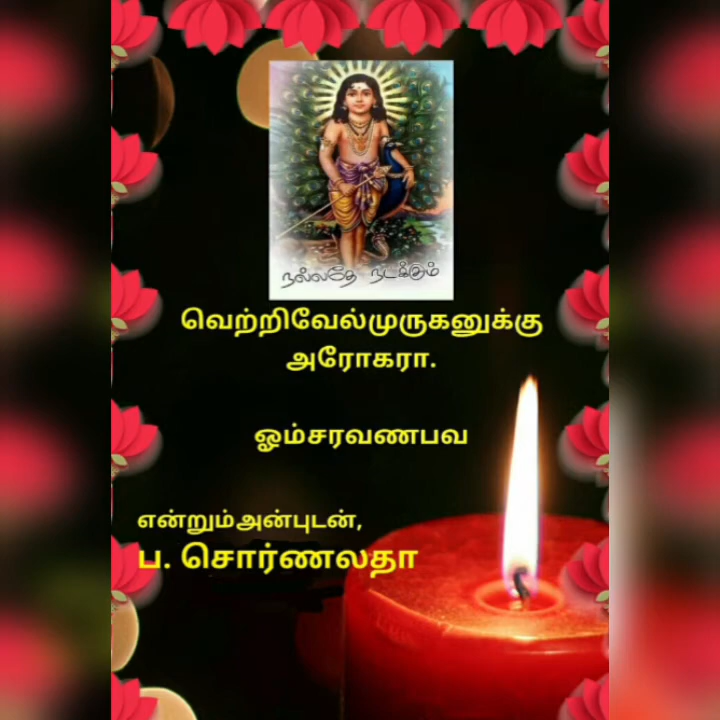 நல்லதே நடக்கும்
வெற்றிவேல்முருகனுக்கு
அரோகரா.
ஓம்சரவணபவ
என்றும்அன்புடன்,
ப. சொர்ணலதா